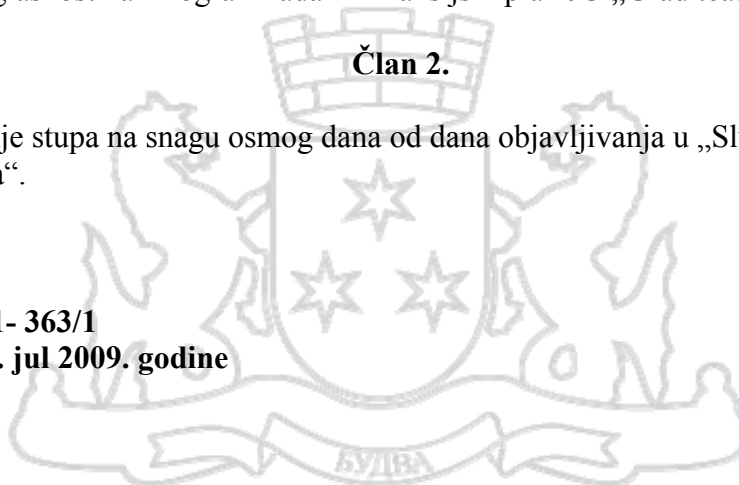 Član 2.
je stupa na snagu osmog dana od dana objavljivanja u „Sl
a“.
1- 363/1
. jul 2009. godine
БУДВА